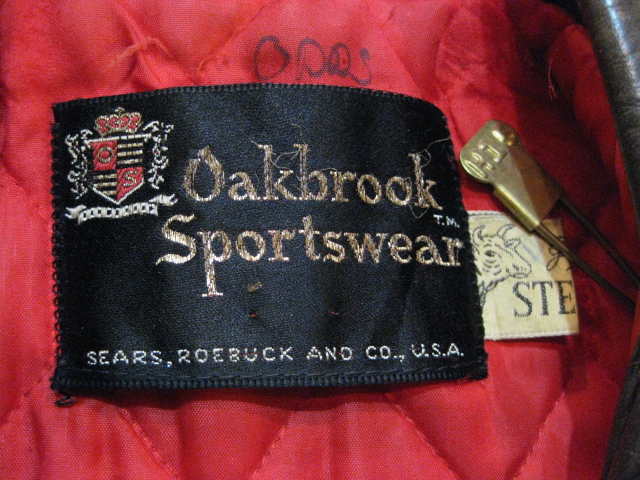 Oakbrook
T.M.
Sportswear
SEARS, ROEBUCK AND CO., U.S.A.
O
S
STE